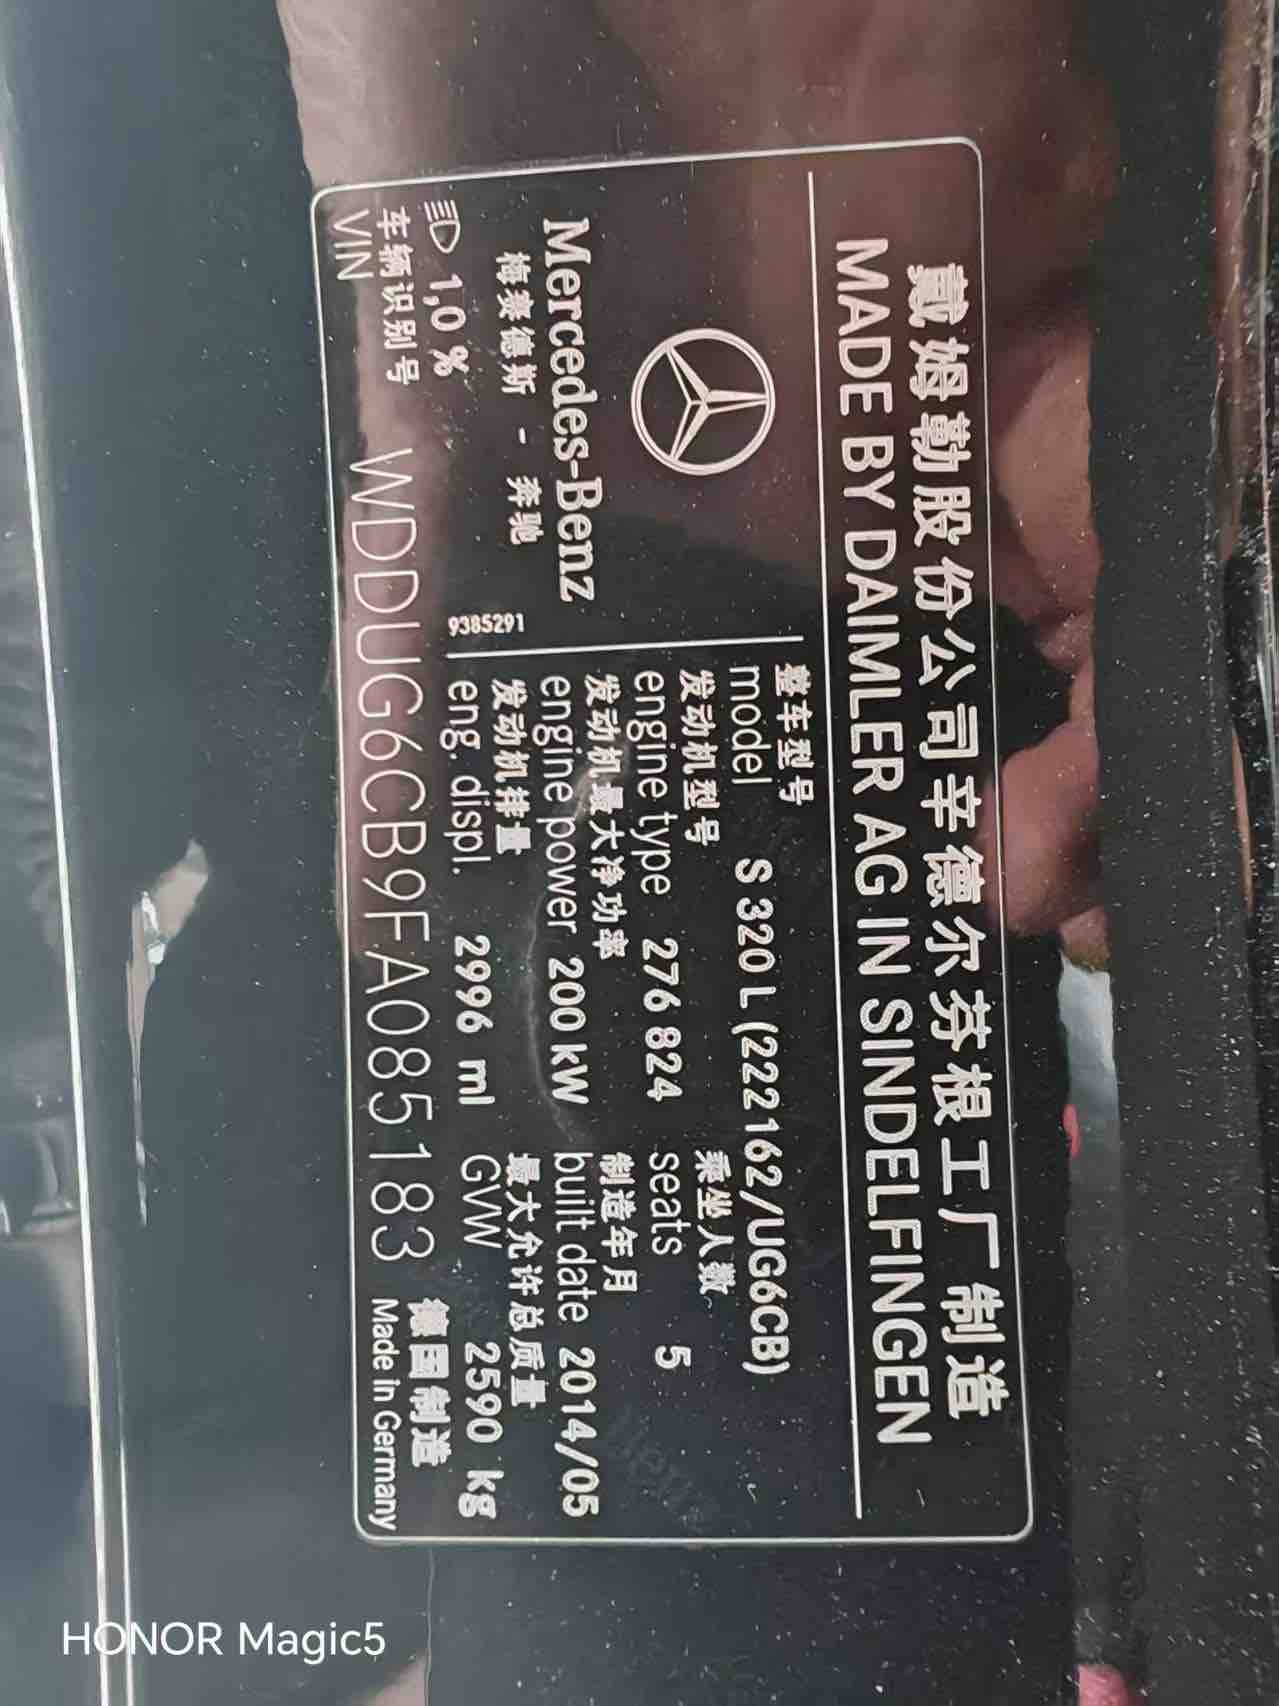 戴姆勒股份公司辛德尔芬根工厂制造
MADE BY DAIMLER AG IN SINDELFINGEN
Mercedes-Benz
梅赛德斯 - 奔驰
9385291
整车型号
model S 320 L (222162/UG6CB)
发动机型号 乘坐人数
engine type 276 824 seats 5
发动机最大净功率 制造年月
engine power 200 kW built date 2014/05
发动机排量 最大允许总质量
eng. displ. 2996 ml GVW 2590 kg
1,0 %
车辆识别号 德国制造
VIN WDDUG6CB9FA085183 Made in Germany
HONOR Magic5